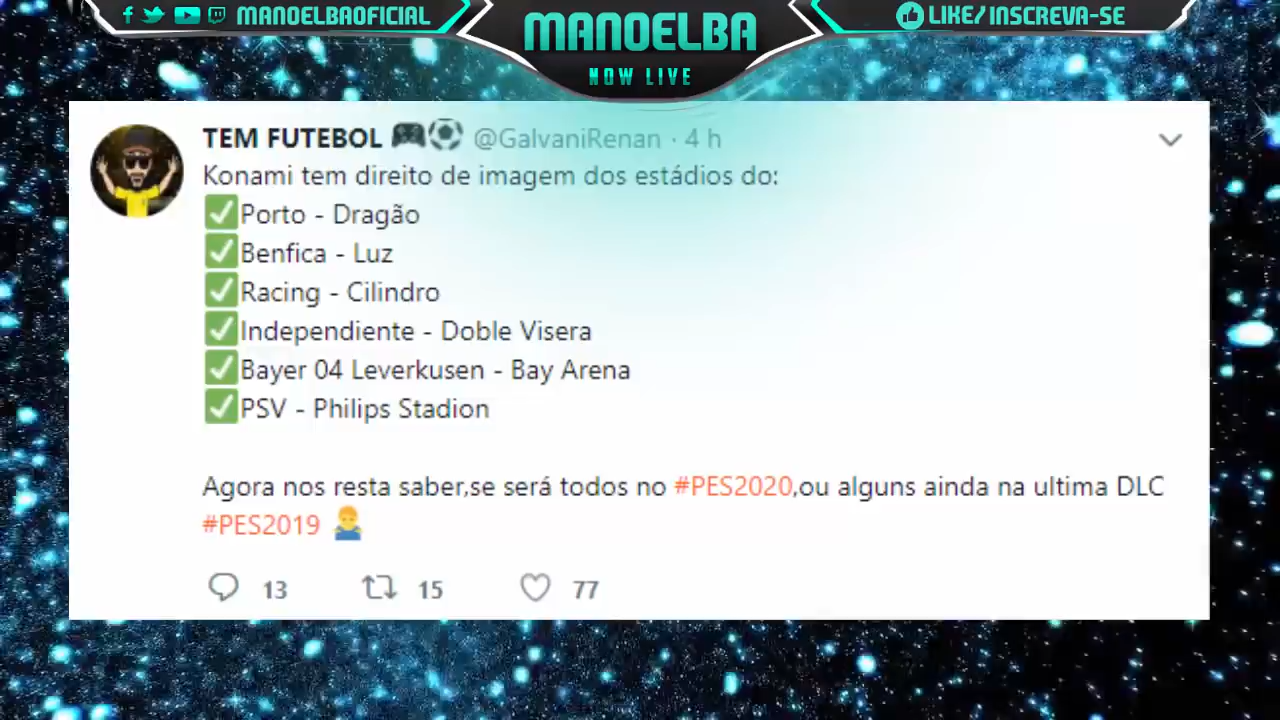 MANOELBAOFICIAL
MANOELBA
NOW LIVE
LIKE/INSCREVA-SE
TEM FUTEBOL 🎮⚽ @GalvaniRenan · 4 h
Konami tem direito de imagem dos estádios do:
✅Porto - Dragão
✅Benfica - Luz
✅Racing - Cilindro
✅Independiente - Doble Visera
✅Bayer 04 Leverkusen - Bay Arena
✅PSV - Philips Stadion
Agora nos resta saber,se será todos no #PES2020,ou alguns ainda na ultima DLC
#PES2019 🤷‍♂️
13 15 77